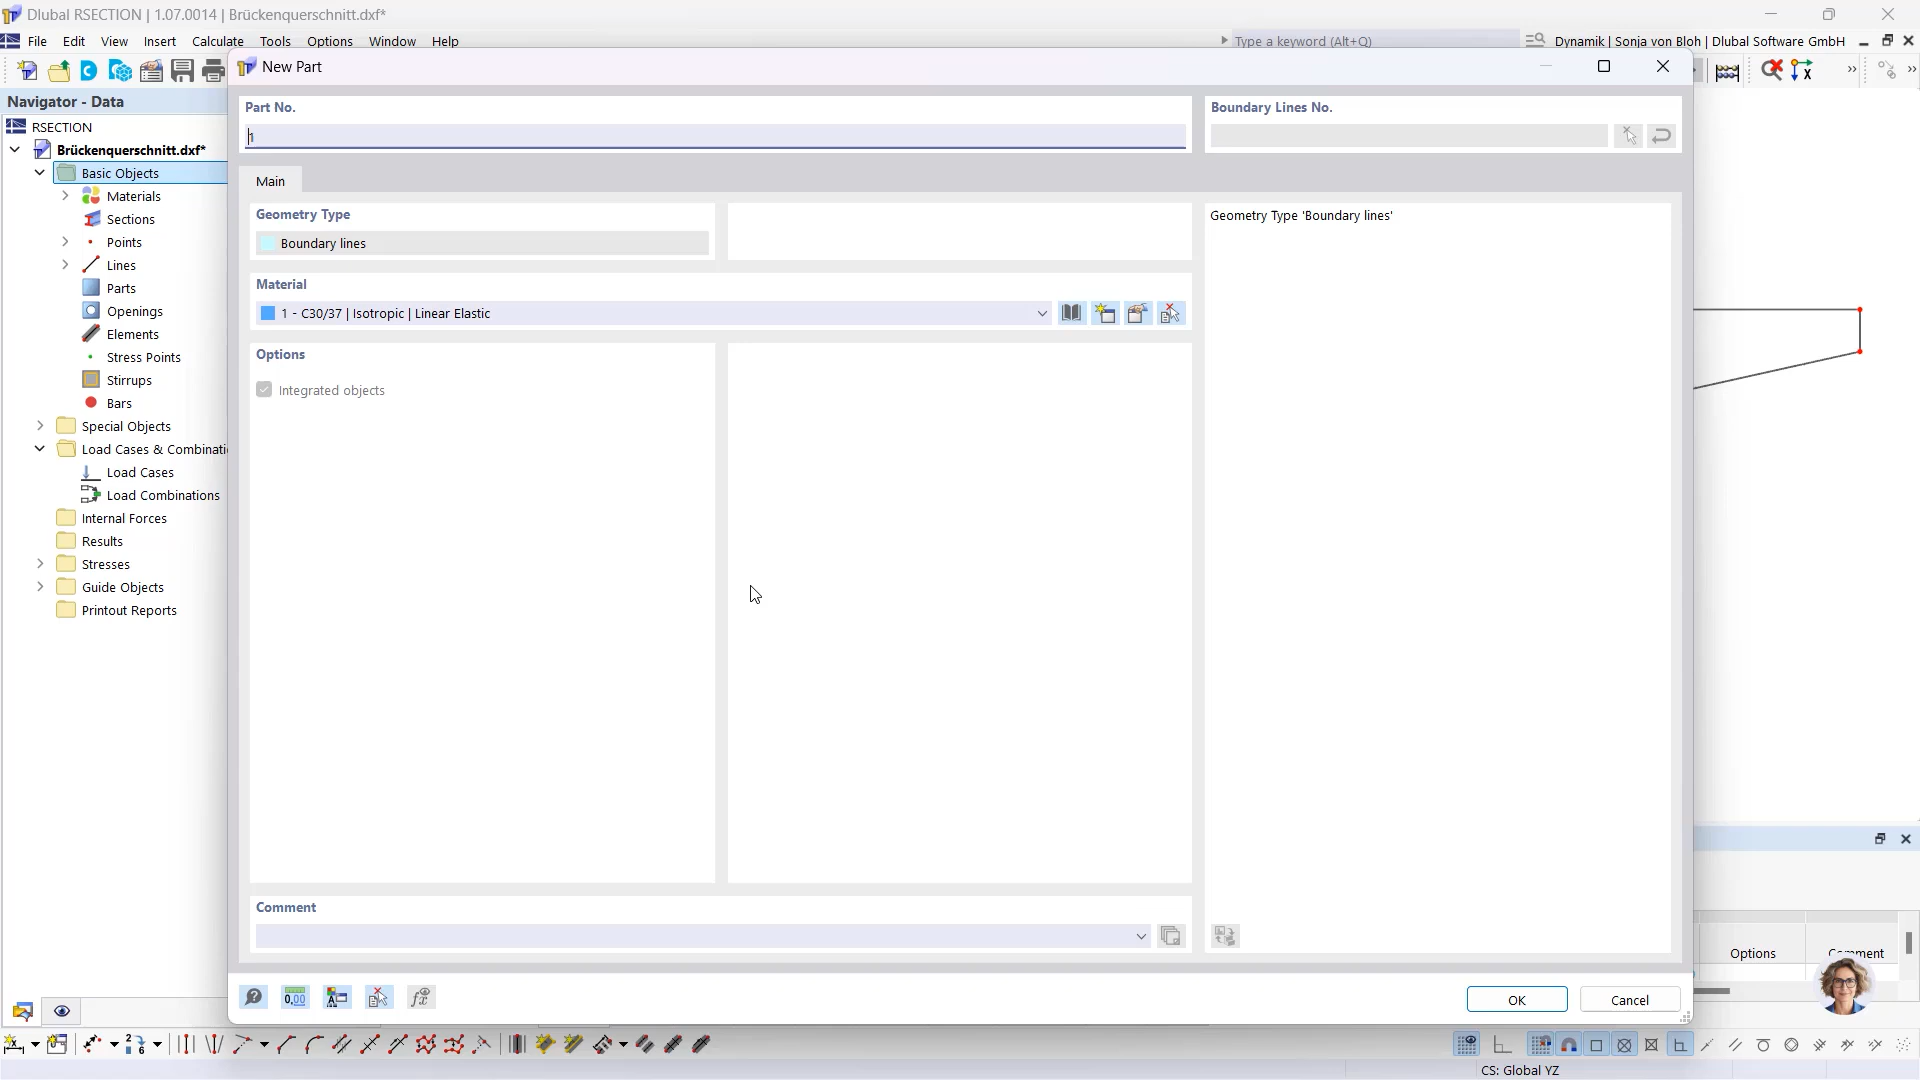 Dlubal RSECTION | 1.07.0014 | Brückenquerschnitt.dxf*
File Edit View Insert Calculate Tools Options Window Help
Type a keyword (Alt+Q)
Dynamik | Sonja von Bloh | Dlubal Software GmbH
New Part
Navigator - Data
RSECTION
Brückenquerschnitt.dxf*
Basic Objects
Materials
Sections
Points
Lines
Parts
Openings
Elements
Stress Points
Stirrups
Bars
Special Objects
Load Cases & Combinati
Load Cases
Load Combinations
Internal Forces
Results
Stresses
Guide Objects
Printout Reports
Part No.
1
Boundary Lines No.
Main
Geometry Type
Boundary lines
Material
1 - C30/37 | Isotropic | Linear Elastic
Options
Integrated objects
Geometry Type 'Boundary lines'
Comment
OK
Cancel
Options
Comment
CS: Global YZ